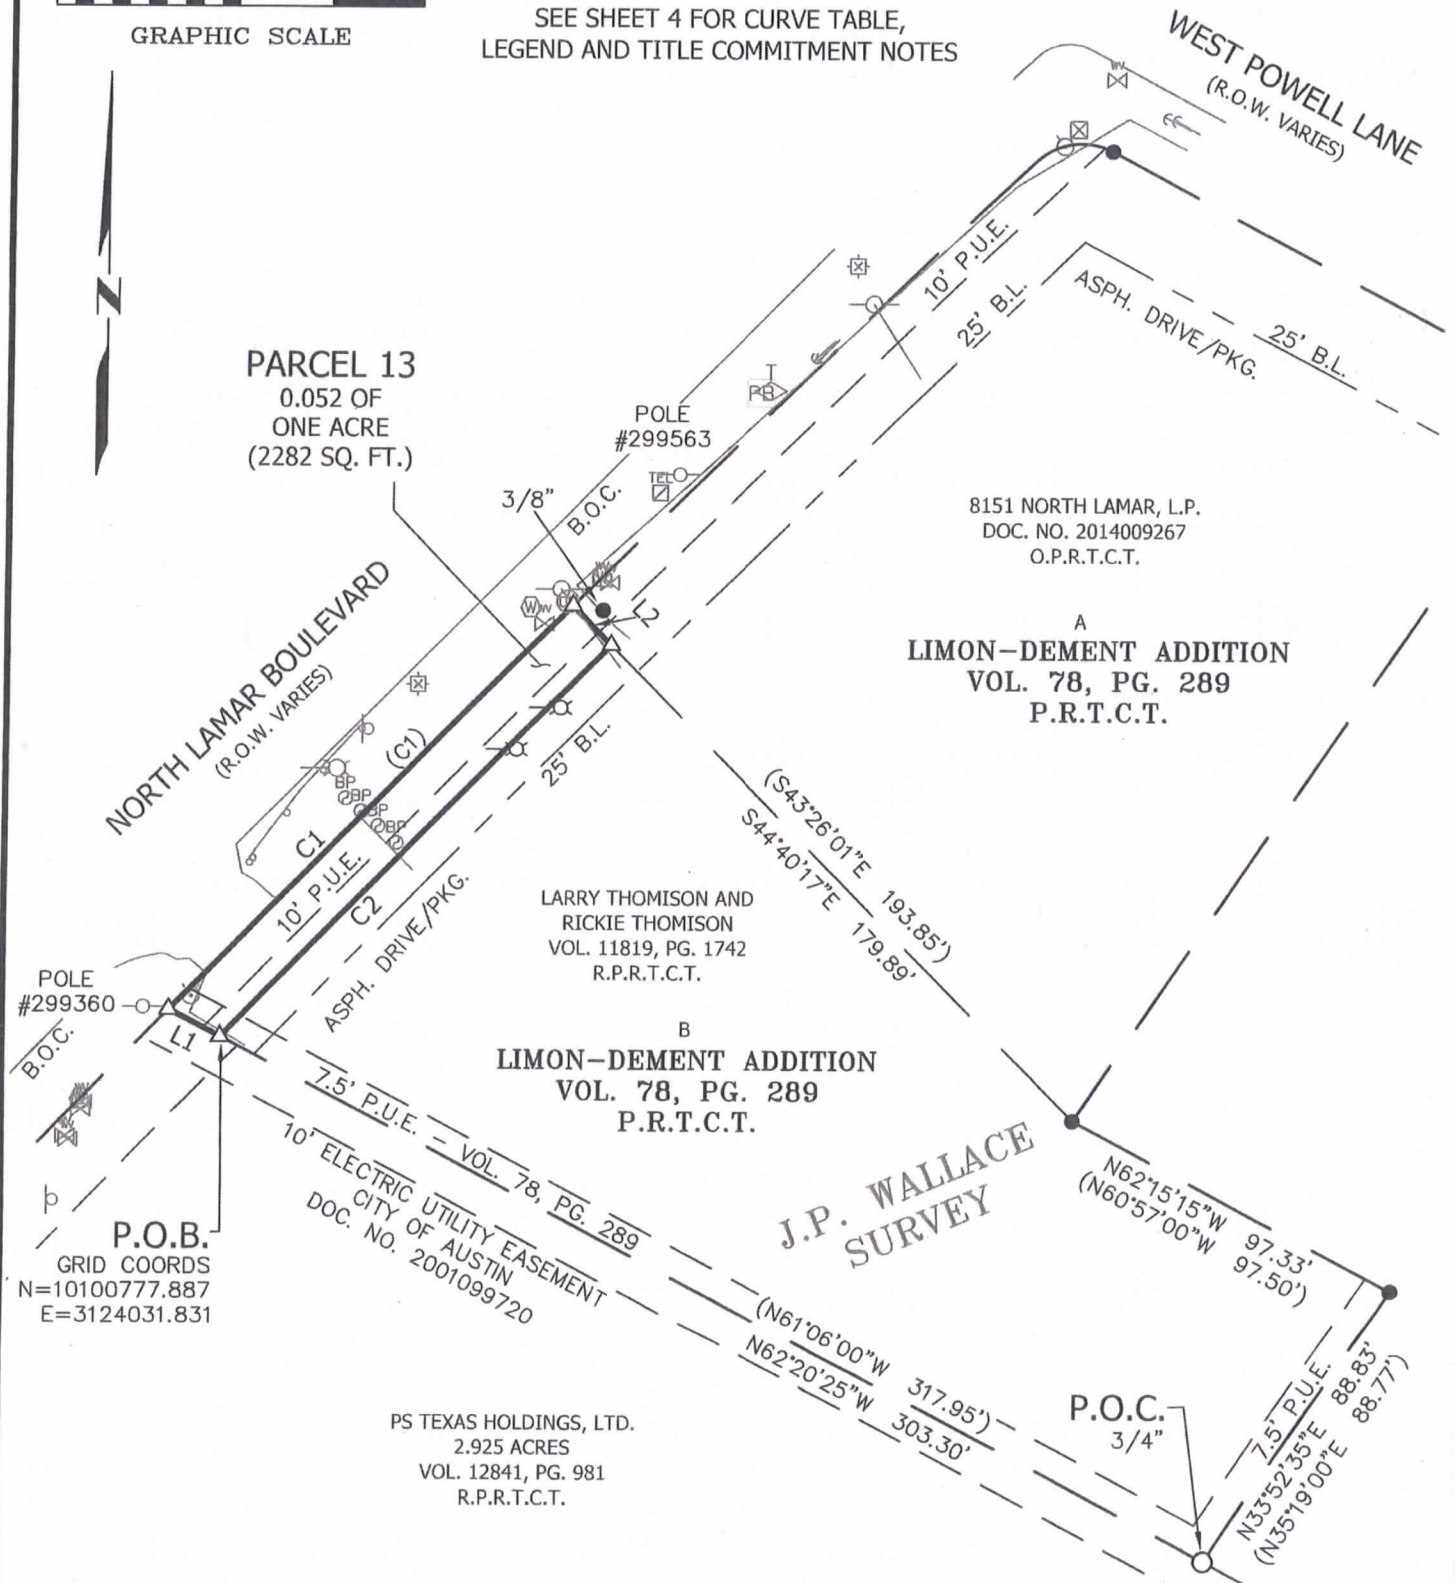 GRAPHIC SCALE
SEE SHEET 4 FOR CURVE TABLE,
LEGEND AND TITLE COMMITMENT NOTES
WEST POWELL LANE
(R.O.W. VARIES)
WV
N
10' P.U.E.
25' B.L.
ASPH. DRIVE/PKG.
25' B.L.
PARCEL 13
0.052 OF
ONE ACRE
(2282 SQ. FT.)
PB
POLE
#299563
TEL
3/8"
B.O.C.
8151 NORTH LAMAR, L.P.
DOC. NO. 2014009267
O.P.R.T.C.T.
NORTH LAMAR BOULEVARD
(R.O.W. VARIES)
W
WV
L2
A
LIMON-DEMENT ADDITION
VOL. 78, PG. 289
P.R.T.C.T.
(C1)
25' B.L.
BP
BP
BP
BP
C1
10' P.U.E.
C2
ASPH. DRIVE/PKG.
(S43°26'01"E 193.85')
S44°40'17"E 179.89'
LARRY THOMISON AND
RICKIE THOMISON
VOL. 11819, PG. 1742
R.P.R.T.C.T.
POLE
#299360
B.O.C.
L1
B
LIMON-DEMENT ADDITION
VOL. 78, PG. 289
P.R.T.C.T.
7.5' P.U.E. - VOL. 78, PG. 289
10' ELECTRIC UTILITY EASEMENT
CITY OF AUSTIN
DOC. NO. 2001099720
J.P. WALLACE
SURVEY
N62°15'15"W 97.33'
(N60°57'00"W 97.50')
P.O.B.
GRID COORDS
N=10100777.887
E=3124031.831
(N61°06'00"W 317.95')
N62°20'25"W 303.30'
7.5' P.U.E.
N33°52'35"E 88.83'
(N35°19'00"E 88.77')
P.O.C.
3/4"
PS TEXAS HOLDINGS, LTD.
2.925 ACRES
VOL. 12841, PG. 981
R.P.R.T.C.T.